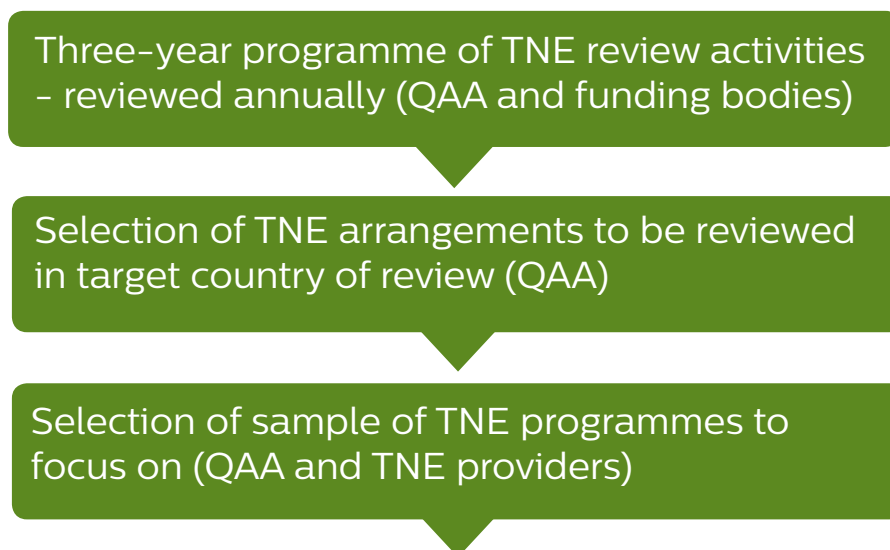 Three-year programme of TNE review activities
- reviewed annually (QAA and funding bodies)
Selection of TNE arrangements to be reviewed
in target country of review (QAA)
Selection of sample of TNE programmes to
focus on (QAA and TNE providers)